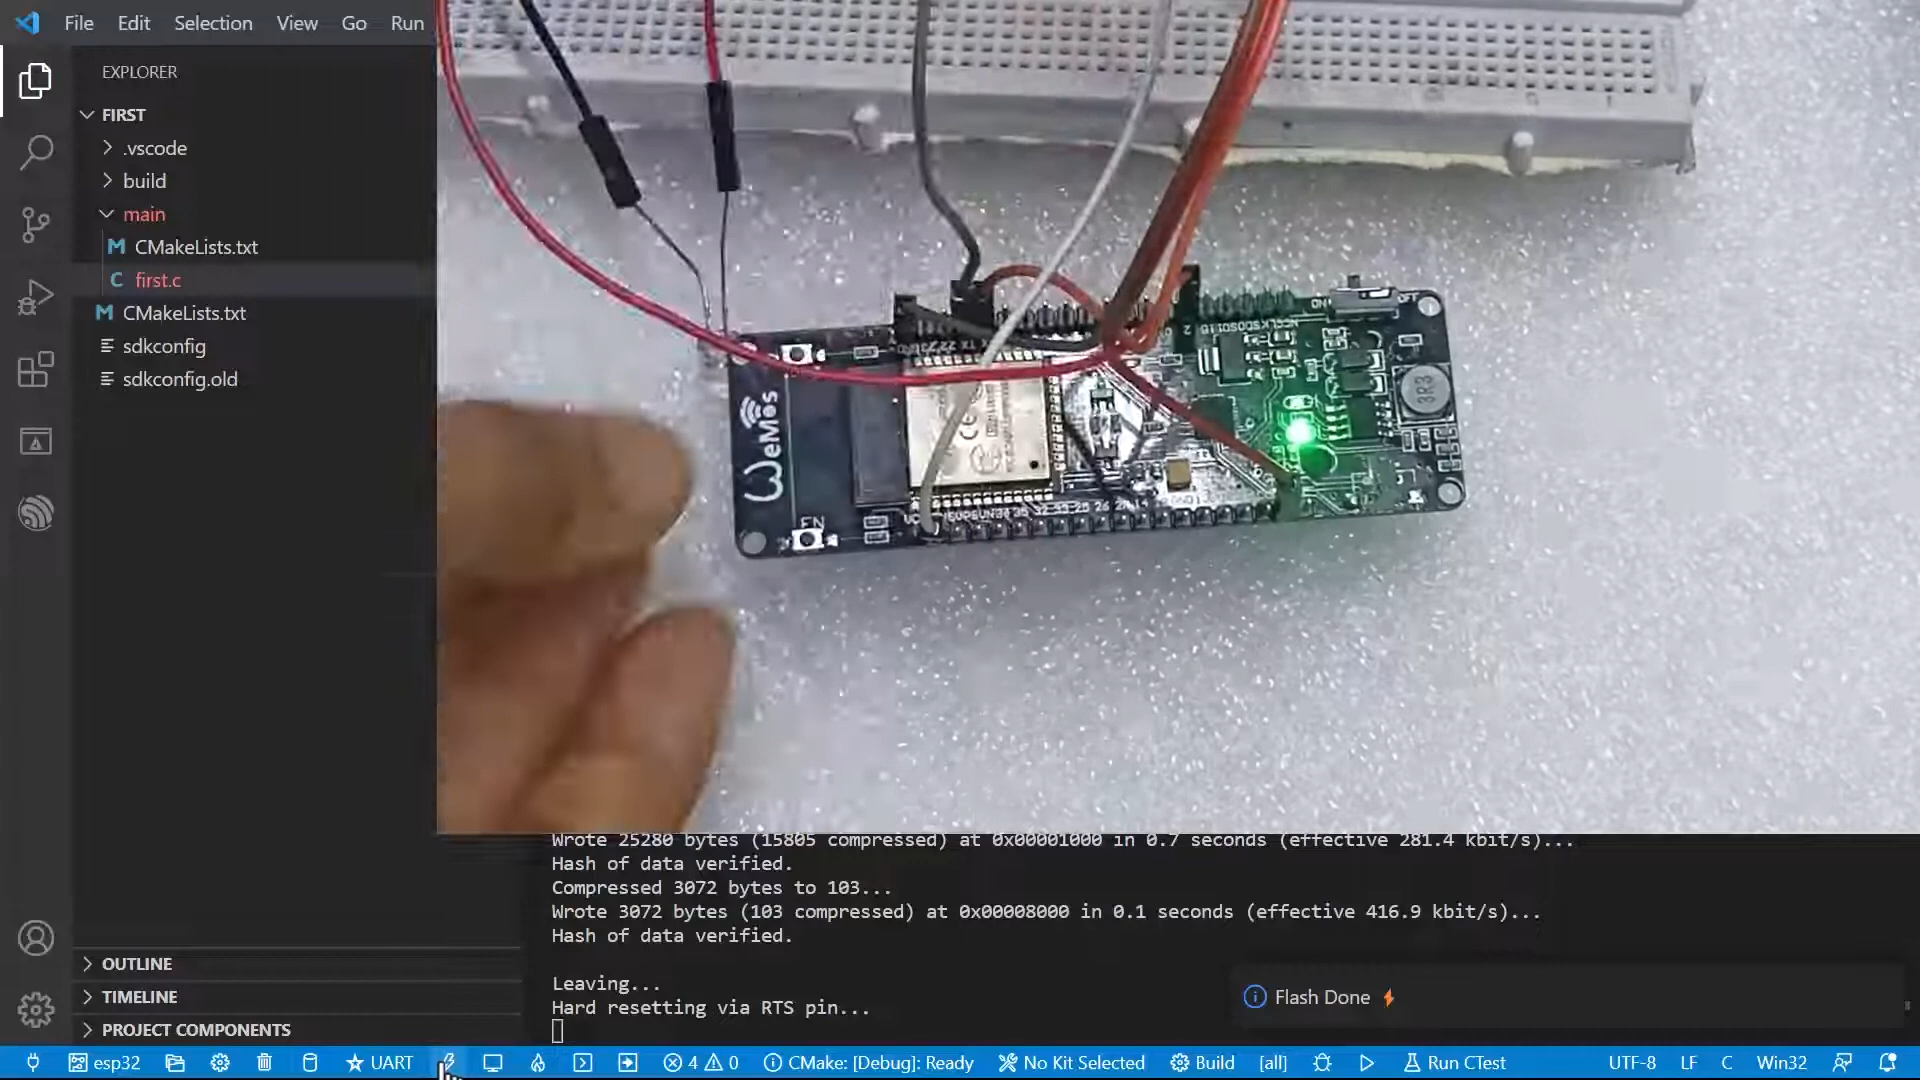 File Edit Selection View Go Run
EXPLORER
FIRST
.vscode
build
main
M CMakeLists.txt
C first.c
M CMakeLists.txt
sdkconfig
sdkconfig.old
OUTLINE
TIMELINE
PROJECT COMPONENTS
WEMOS
EN
3R3
OFF
Wrote 25280 bytes (15805 compressed) at 0x00001000 in 0.7 seconds (effective 281.4 kbit/s)...
Hash of data verified.
Compressed 3072 bytes to 103...
Wrote 3072 bytes (103 compressed) at 0x00008000 in 0.1 seconds (effective 416.9 kbit/s)...
Hash of data verified.
Leaving...
Hard resetting via RTS pin...
Flash Done
esp32 UART 4 0 CMake: [Debug]: Ready No Kit Selected Build [all] Run CTest UTF-8 LF C Win32